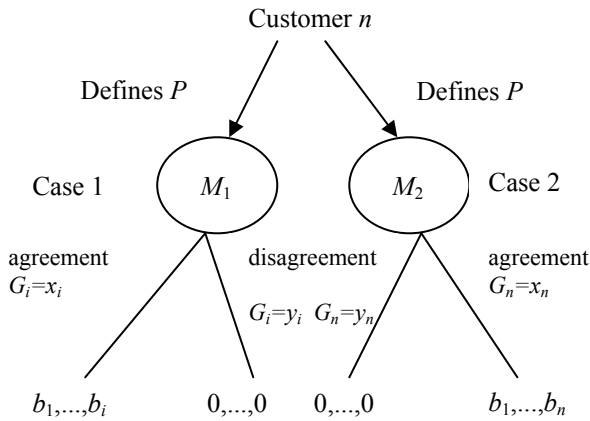 Customer n
Defines P
Defines P
Case 1
M₁
M₂
Case 2
agreement
Gᵢ=xᵢ
disagreement
agreement
Gₙ=xₙ
Gᵢ=yᵢ Gₙ=yₙ
b₁,...,bᵢ
0,...,0
0,...,0
b₁,...,bₙ